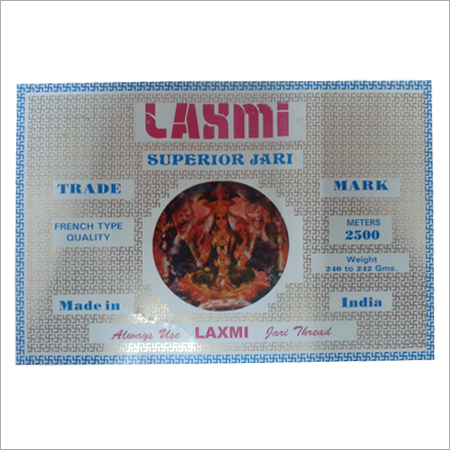 LAXMI
SUPERIOR JARI
TRADE MARK
FRENCH TYPE
QUALITY
METERS
2500
Weight
240 to 242 Gms.
Made in India
Always Use LAXMI Jari Thread